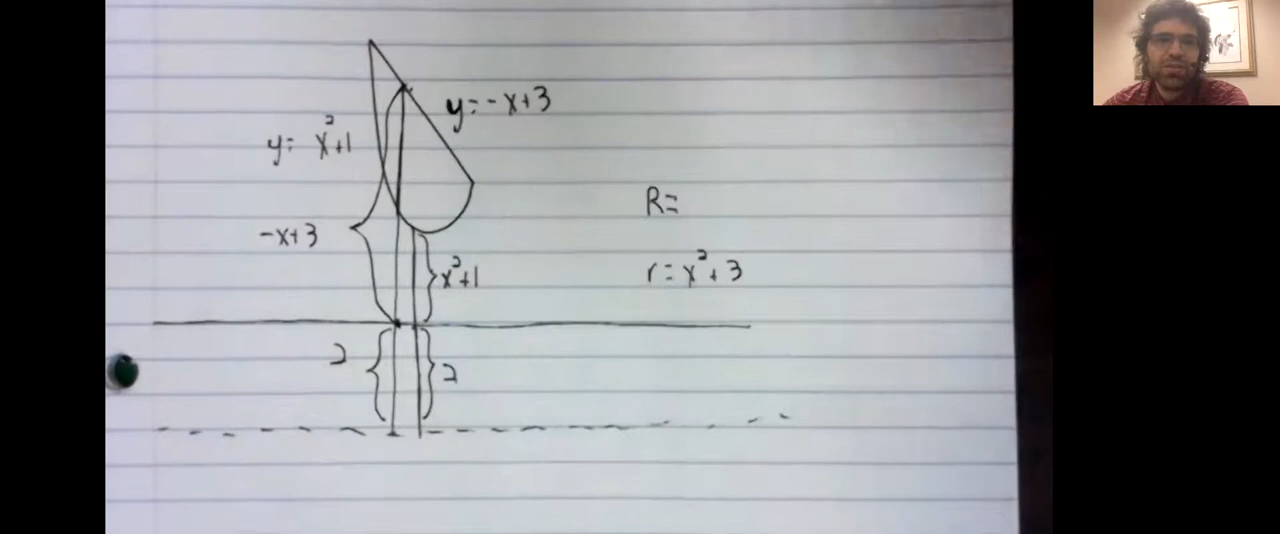 y = -x+3
y = x²+1
R =
-x+3
x²+1
r = x²+3
2
2